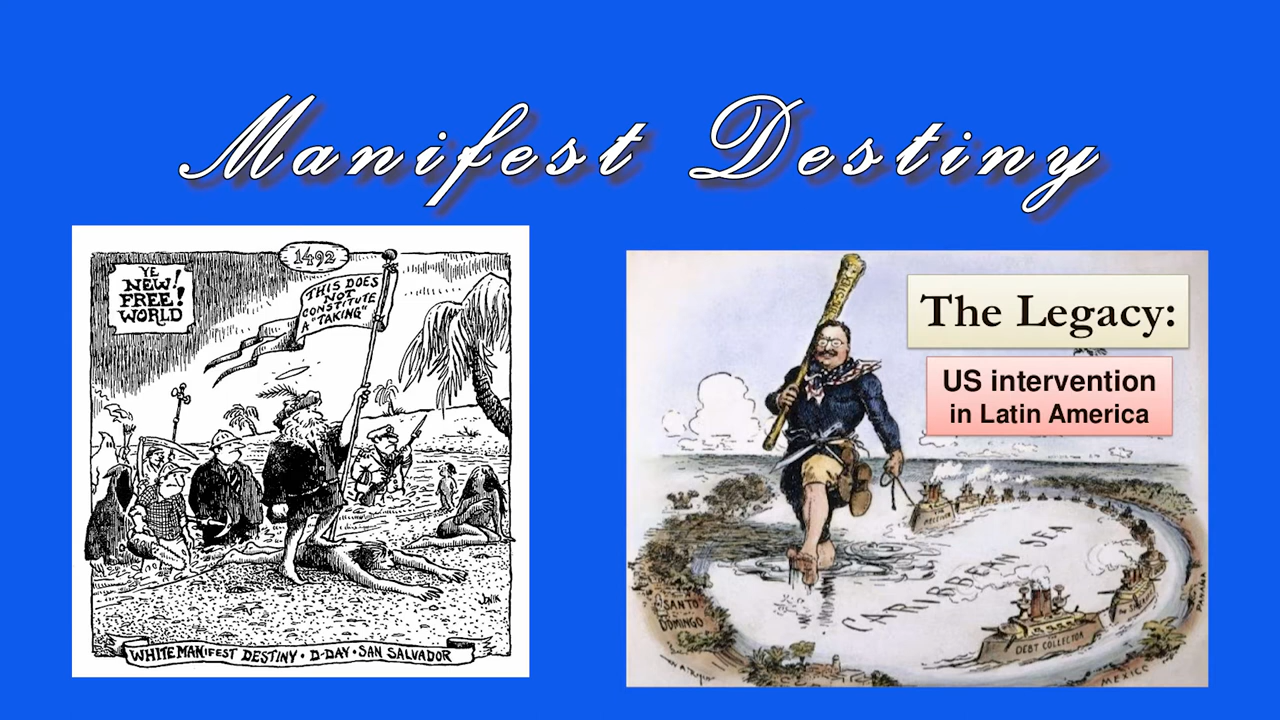 Manifest Destiny
1492
YE
NEW!
FREE!
WORLD
THIS DOES
NOT
CONSTITUTE
A "TAKING"
WHITE MANIFEST DESTINY • D-DAY • SAN SALVADOR
The Legacy:
US intervention
in Latin America
CARIBBEAN SEA
SANTO
DOMINGO
DEBT COLLECTOR
PANAMA
MEXICO